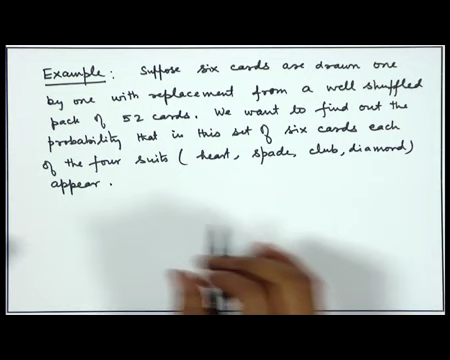 Example: Suppose six cards are drawn one
by one with replacement from a well shuffled
pack of 52 cards. We want to find out the
probability that in this set of six cards each
of the four suits (heart, spade, club, diamond)
appear.